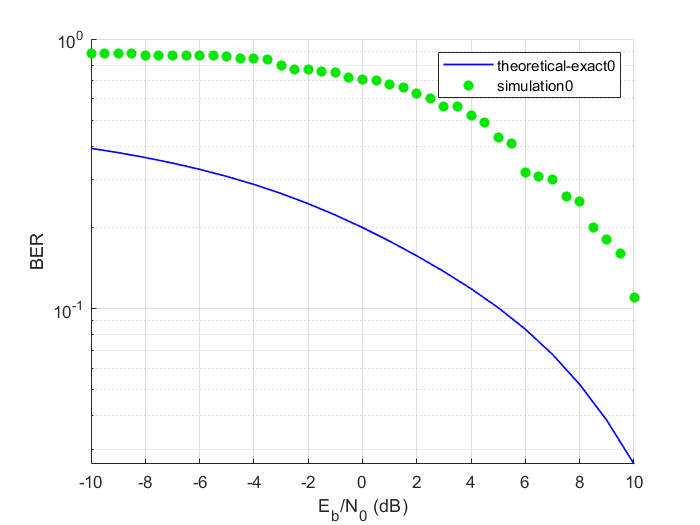 10^0
theoretical-exact0
simulation0
BER
10^-1
-10 -8 -6 -4 -2 0 2 4 6 8 10
E_b/N_0 (dB)